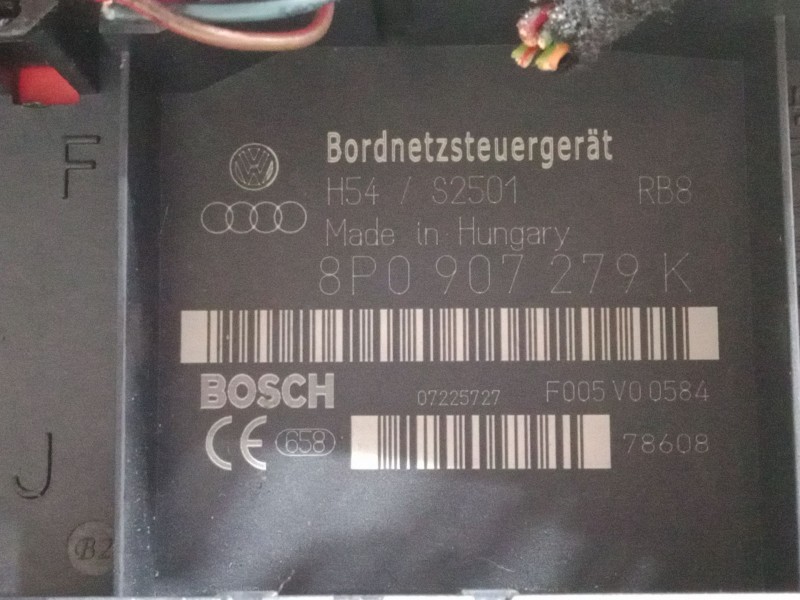 F
Bordnetzsteuergerät
H54 / S2501 RB8
Made in Hungary
8P0 907 279 K
BOSCH 07225727 F005 V0 0584
CE 658 78608
J
B2